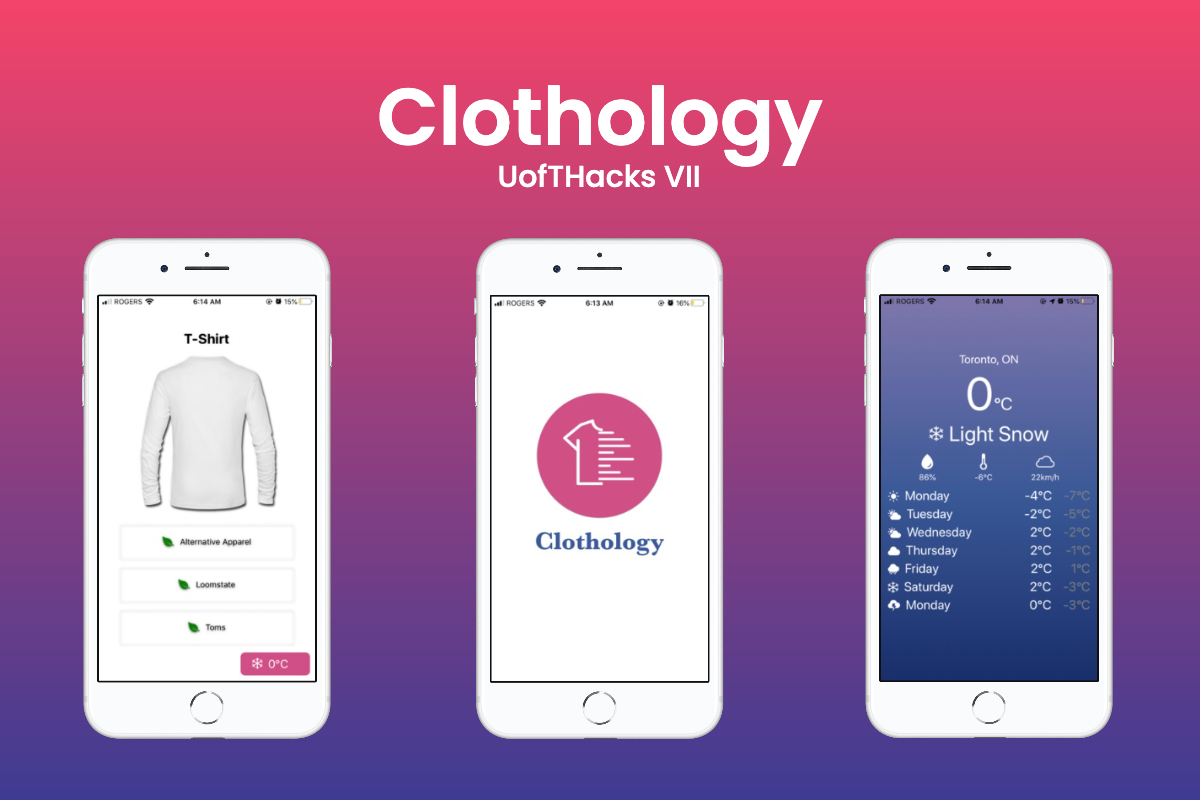 Clothology
UofTHacks VII
ROGERS 6:14 AM 15%
T-Shirt
Alternative Apparel
Loomstate
Toms
0°C
ROGERS 6:13 AM 16%
Clothology
ROGERS 6:14 AM 15%
Toronto, ON
0°C
Light Snow
86% -6°C 22km/h
Monday -4°C -7°C
Tuesday -2°C -5°C
Wednesday 2°C -2°C
Thursday 2°C -1°C
Friday 2°C 1°C
Saturday 2°C -3°C
Monday 0°C -3°C